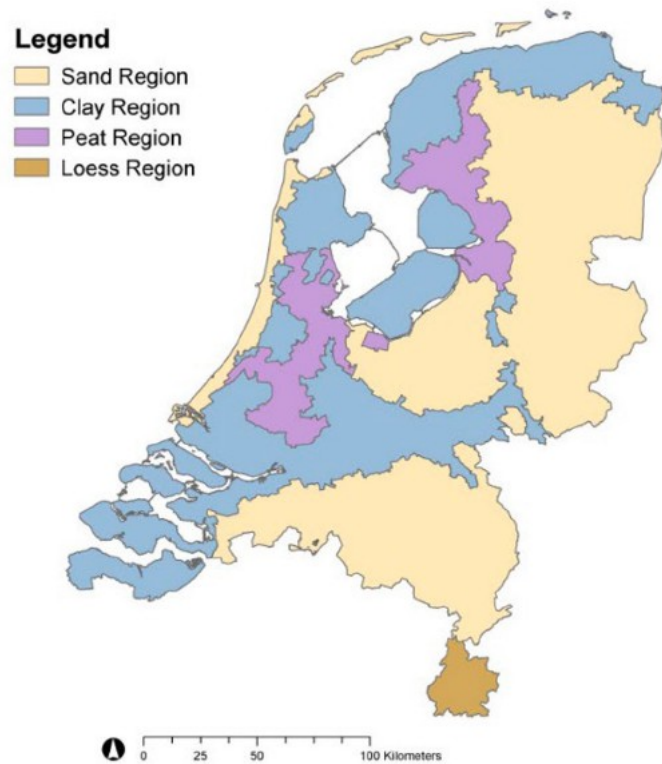 Legend
Sand Region
Clay Region
Peat Region
Loess Region
0 25 50 100 Kilometers